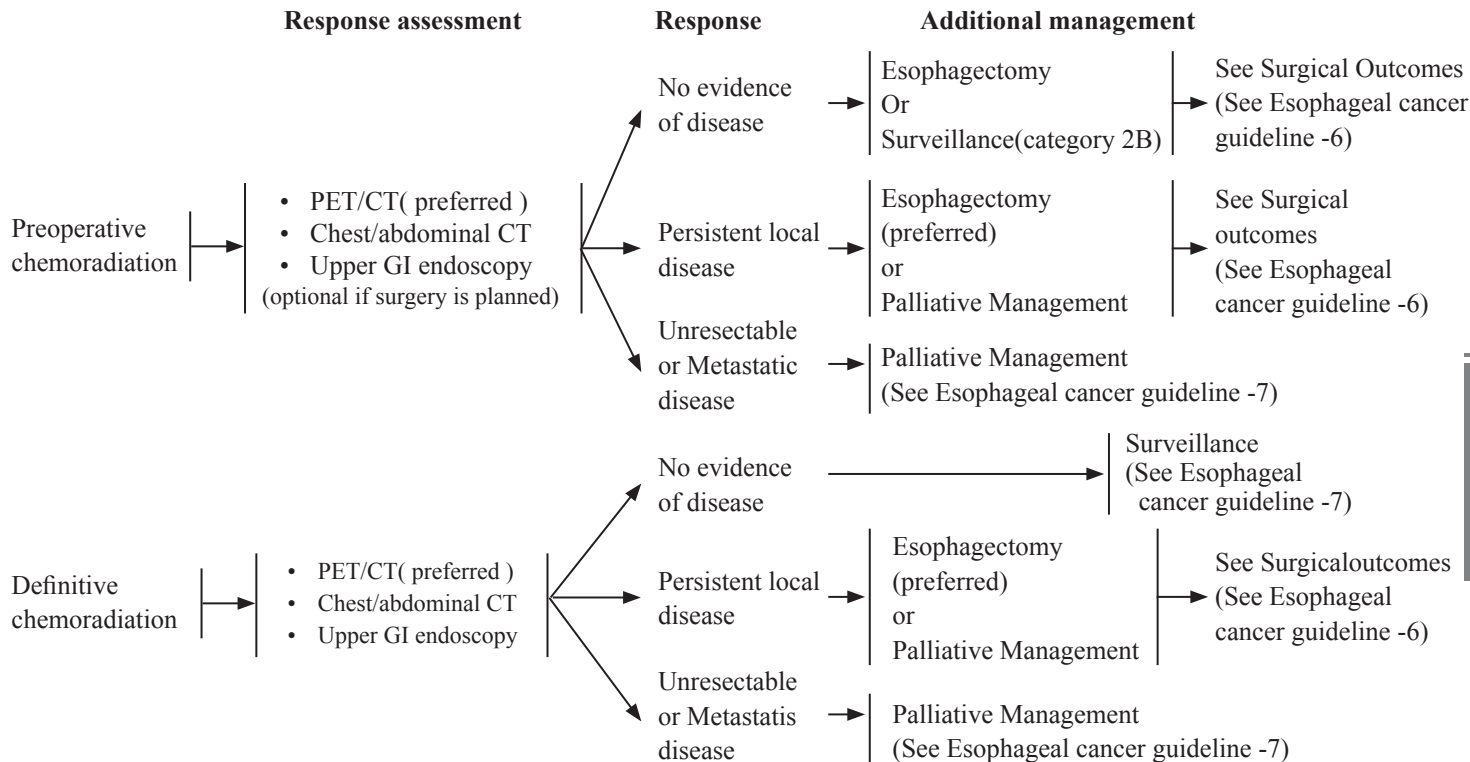 Response assessment
Response
Additional management
Preoperative
chemoradiation
• PET/CT( preferred )
• Chest/abdominal CT
• Upper GI endoscopy
(optional if surgery is planned)
No evidence
of disease
Esophagectomy
Or
Surveillance(category 2B)
See Surgical Outcomes
(See Esophageal cancer
guideline -6)
Persistent local
disease
Esophagectomy
(preferred)
or
Palliative Management
See Surgical
outcomes
(See Esophageal
cancer guideline -6)
Unresectable
or Metastatic
disease
Palliative Management
(See Esophageal cancer guideline -7)
Definitive
chemoradiation
• PET/CT( preferred )
• Chest/abdominal CT
• Upper GI endoscopy
No evidence
of disease
Surveillance
(See Esophageal
cancer guideline -7)
Persistent local
disease
Esophagectomy
(preferred)
or
Palliative Management
See Surgicaloutcomes
(See Esophageal
cancer guideline -6)
Unresectable
or Metastatis
disease
Palliative Management
(See Esophageal cancer guideline -7)